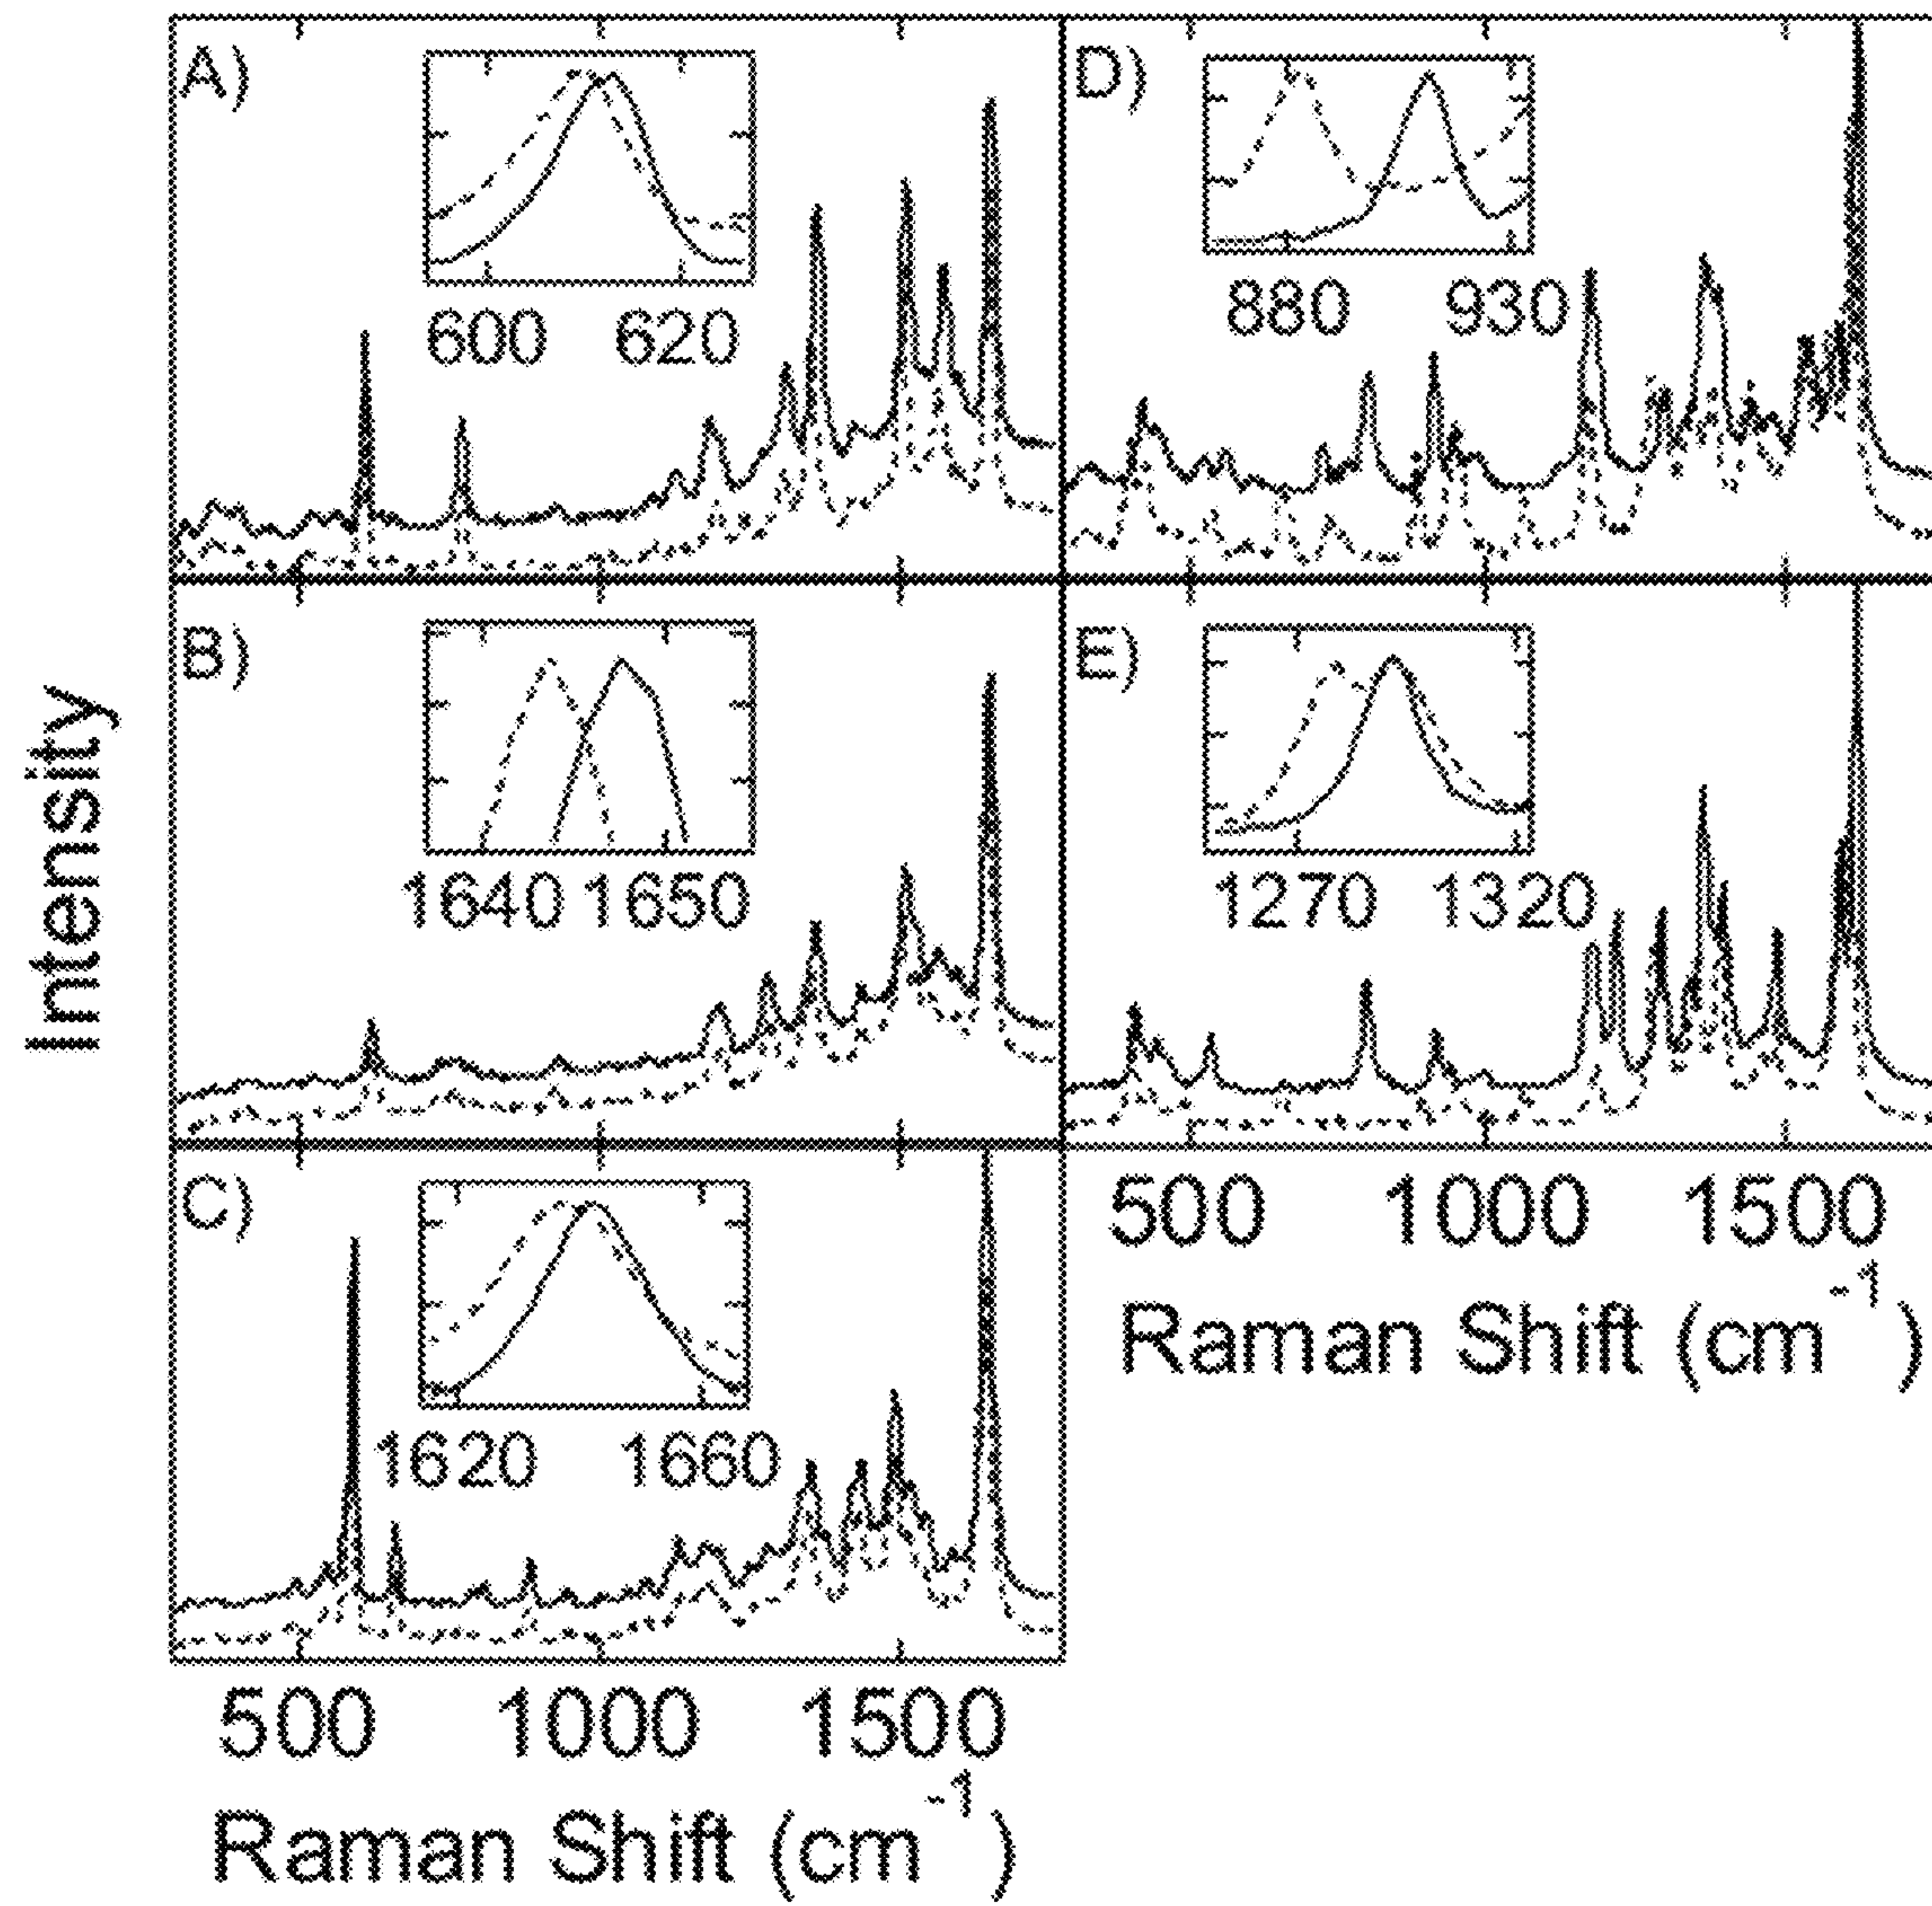 Intensity
A)
600 620
B)
1640 1650
C)
1620 1660
500 1000 1500
Raman Shift (cm-1)
D)
880 930
E)
1270 1320
500 1000 1500
Raman Shift (cm-1)